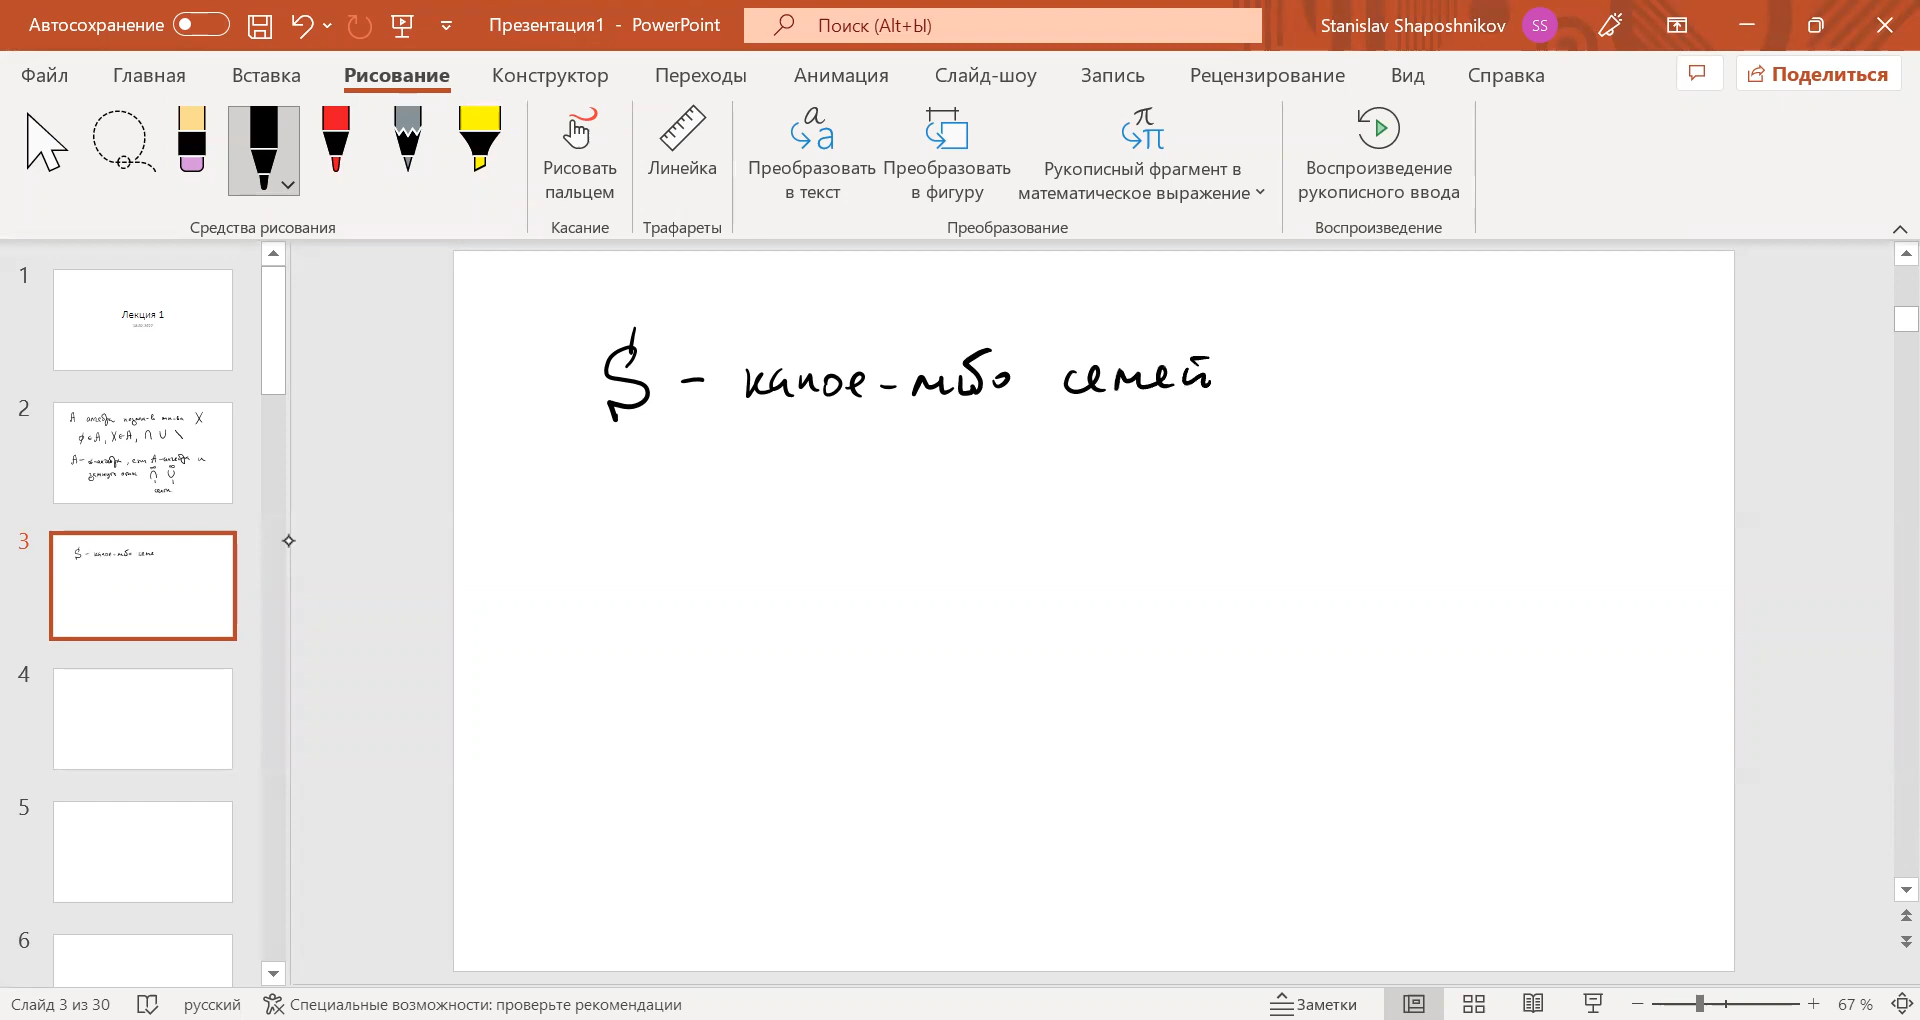 Автосохранение Презентация1 - PowerPoint Поиск (Alt+Ы) Stanislav Shaposhnikov SS
Файл Главная Вставка Рисование Конструктор Переходы Анимация Слайд-шоу Запись Рецензирование Вид Справка Поделиться
Рисовать пальцем
Линейка
Преобразовать в текст
Преобразовать в фигуру
Рукописный фрагмент в математическое выражение
Воспроизведение рукописного ввода
Средства рисования Касание Трафареты Преобразование Воспроизведение
1
Лекция 1
2
3
S - какое-либо семе
4
5
6
S - какое-либо семей
Слайд 3 из 30 русский Специальные возможности: проверьте рекомендации Заметки 67 %